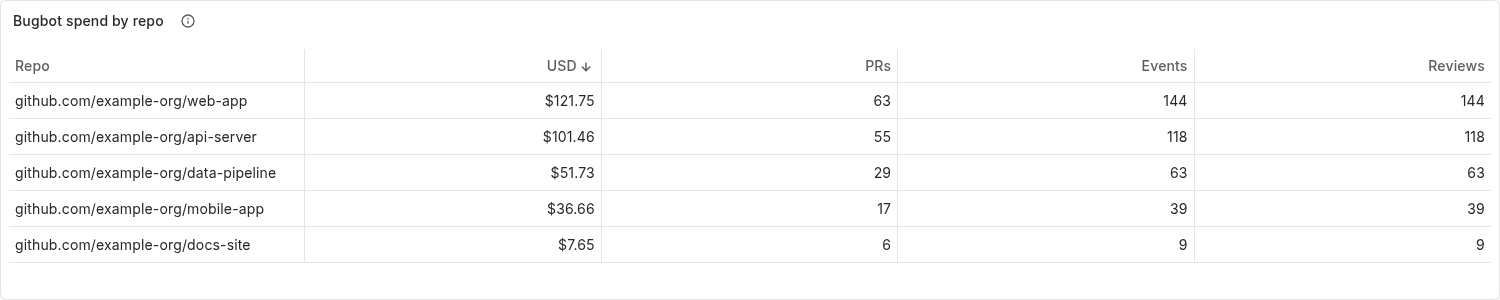 Bugbot spend by repo
Repo USD ↓ PRs Events Reviews
github.com/example-org/web-app $121.75 63 144 144
github.com/example-org/api-server $101.46 55 118 118
github.com/example-org/data-pipeline $51.73 29 63 63
github.com/example-org/mobile-app $36.66 17 39 39
github.com/example-org/docs-site $7.65 6 9 9